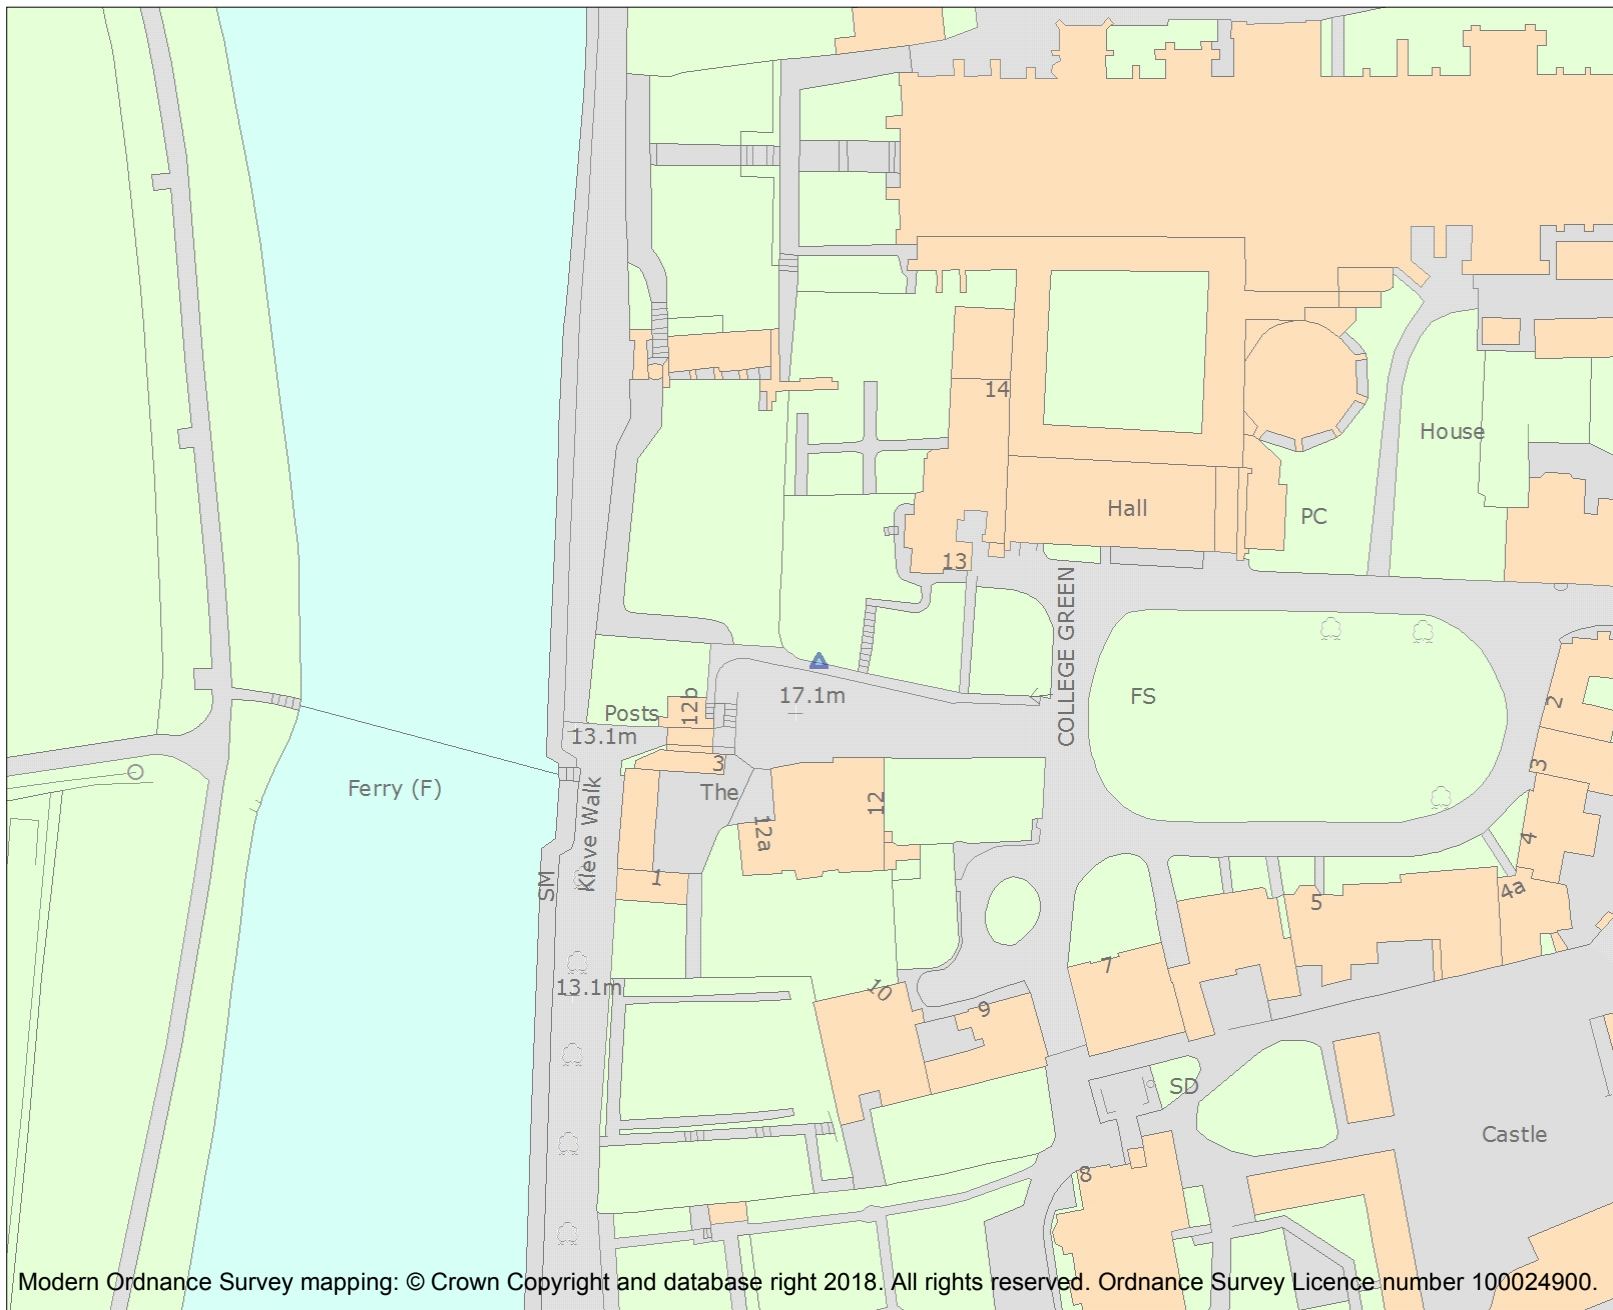 14
House
Hall
PC
13
COLLEGE GREEN
FS
17.1m
12b
Posts
13.1m
2
3
3
The
Ferry (F)
Kleve Walk
12
12a
4
SM
1
4a
5
7
10
9
13.1m
SD
Castle
8
Modern Ordnance Survey mapping: © Crown Copyright and database right 2018. All rights reserved. Ordnance Survey Licence number 100024900.